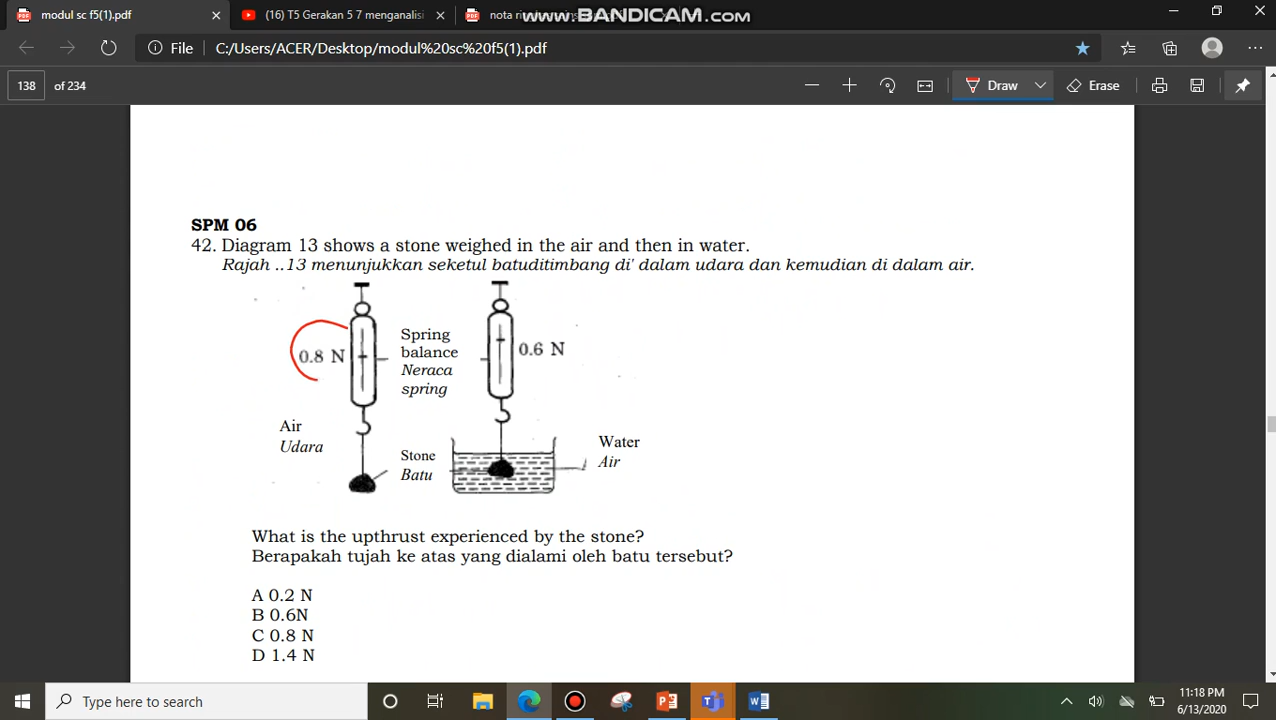 modul sc f5(1).pdf
(16) T5 Gerakan 5 7 menganalisi
www.BANDICAM.com
File
C:/Users/ACER/Desktop/modul%20sc%20f5(1).pdf
138 of 234
Draw
Erase
SPM 06
42. Diagram 13 shows a stone weighed in the air and then in water.
Rajah ..13 menunjukkan seketul batuditimbang di' dalam udara dan kemudian di dalam air.
0.8 N
Spring
balance
Neraca
spring
0.6 N
Air
Udara
Stone
Batu
Water
Air
What is the upthrust experienced by the stone?
Berapakah tujah ke atas yang dialami oleh batu tersebut?
A 0.2 N
B 0.6N
C 0.8 N
D 1.4 N
Type here to search
11:18 PM
6/13/2020